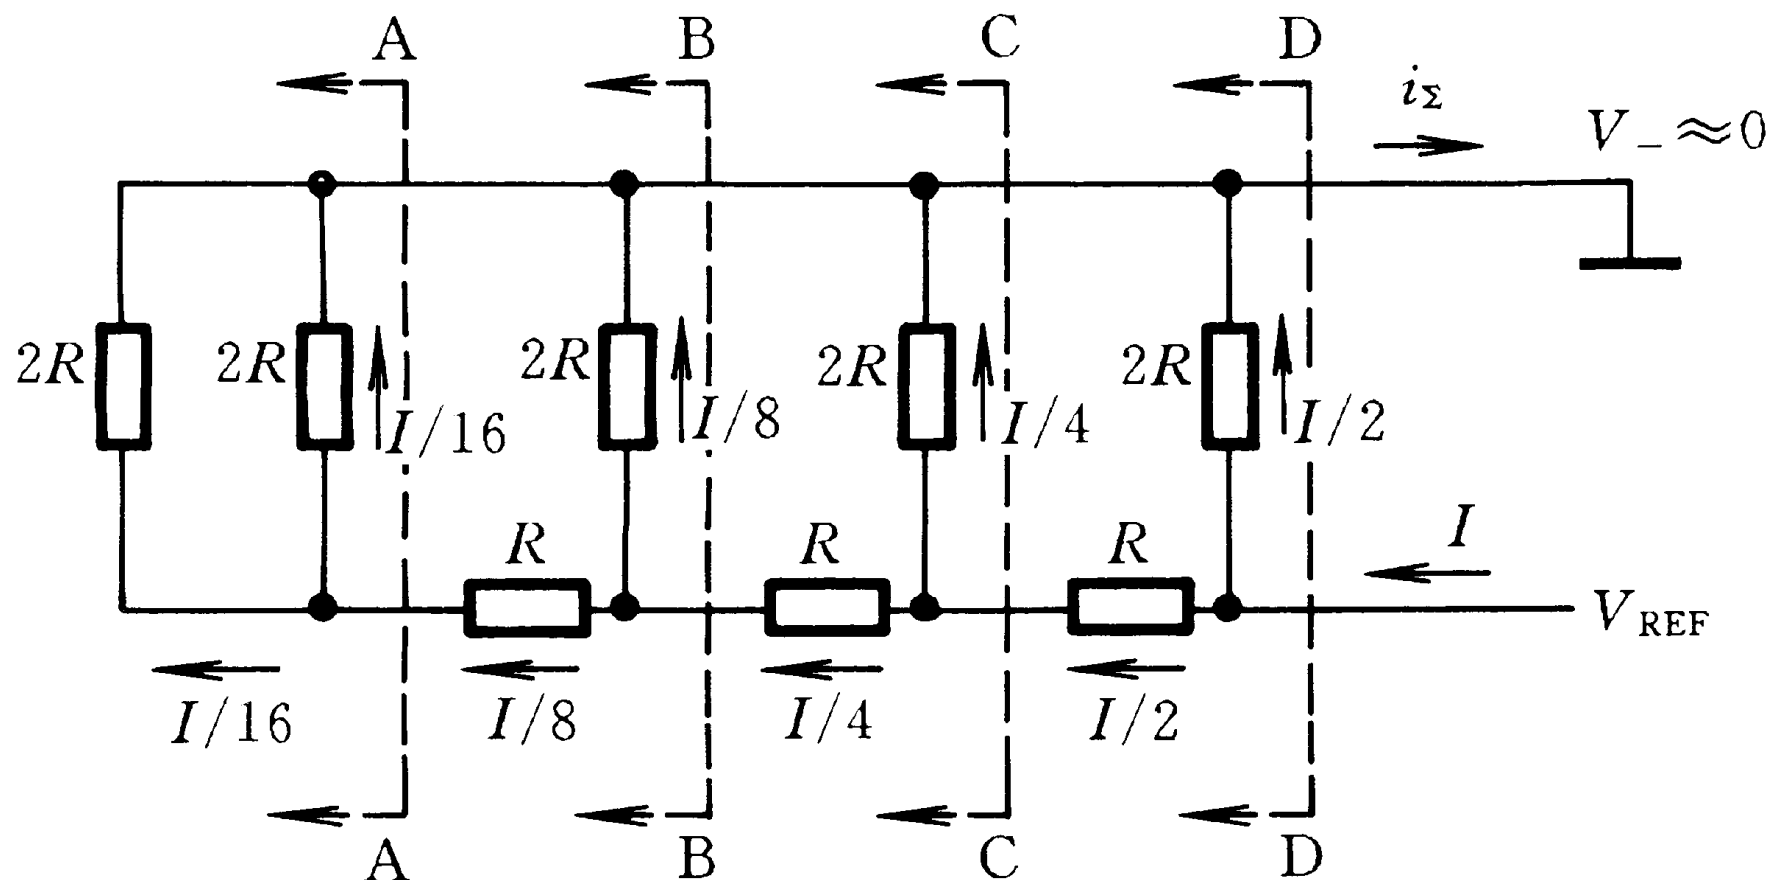 A B C D
i_Σ
V_- ≈ 0
2R 2R 2R 2R 2R
I/16 I/8 I/4 I/2
R R R I
V_REF
I/16 I/8 I/4 I/2
A B C D